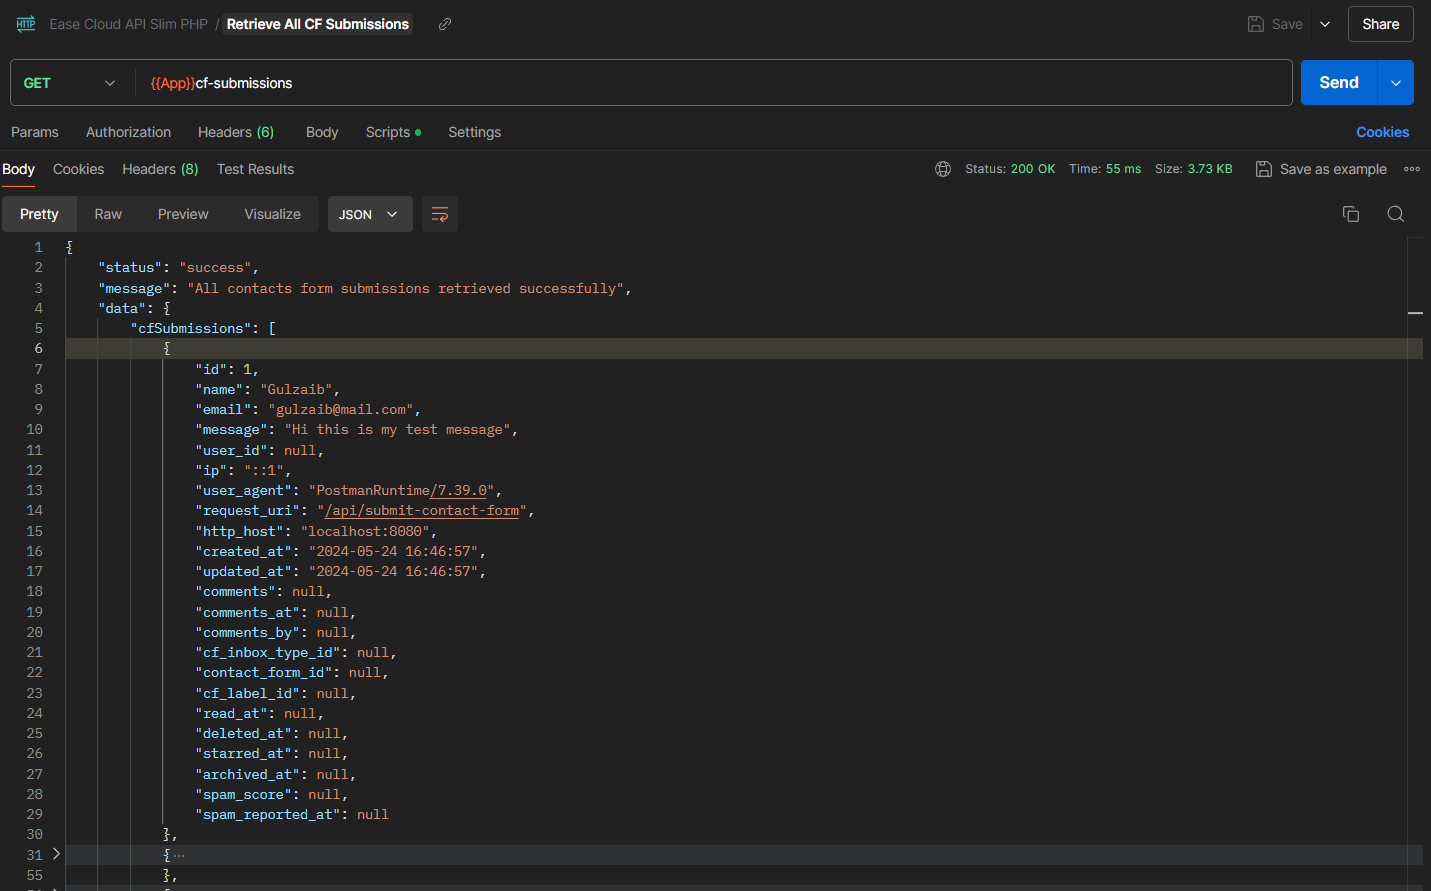 HTTP Ease Cloud API Slim PHP / Retrieve All CF Submissions Save Share
GET {{App}}cf-submissions Send
Params Authorization Headers (6) Body Scripts Settings Cookies
Body Cookies Headers (8) Test Results Status: 200 OK Time: 55 ms Size: 3.73 KB Save as example
Pretty Raw Preview Visualize JSON
1 {
2 "status": "success",
3 "message": "All contacts form submissions retrieved successfully",
4 "data": {
5 "cfSubmissions": [
6 {
7 "id": 1,
8 "name": "Gulzaib",
9 "email": "gulzaib@mail.com",
10 "message": "Hi this is my test message",
11 "user_id": null,
12 "ip": "::1",
13 "user_agent": "PostmanRuntime/7.39.0",
14 "request_uri": "/api/submit-contact-form",
15 "http_host": "localhost:8080",
16 "created_at": "2024-05-24 16:46:57",
17 "updated_at": "2024-05-24 16:46:57",
18 "comments": null,
19 "comments_at": null,
20 "comments_by": null,
21 "cf_inbox_type_id": null,
22 "contact_form_id": null,
23 "cf_label_id": null,
24 "read_at": null,
25 "deleted_at": null,
26 "starred_at": null,
27 "archived_at": null,
28 "spam_score": null,
29 "spam_reported_at": null
30 },
31 { ...
55 },